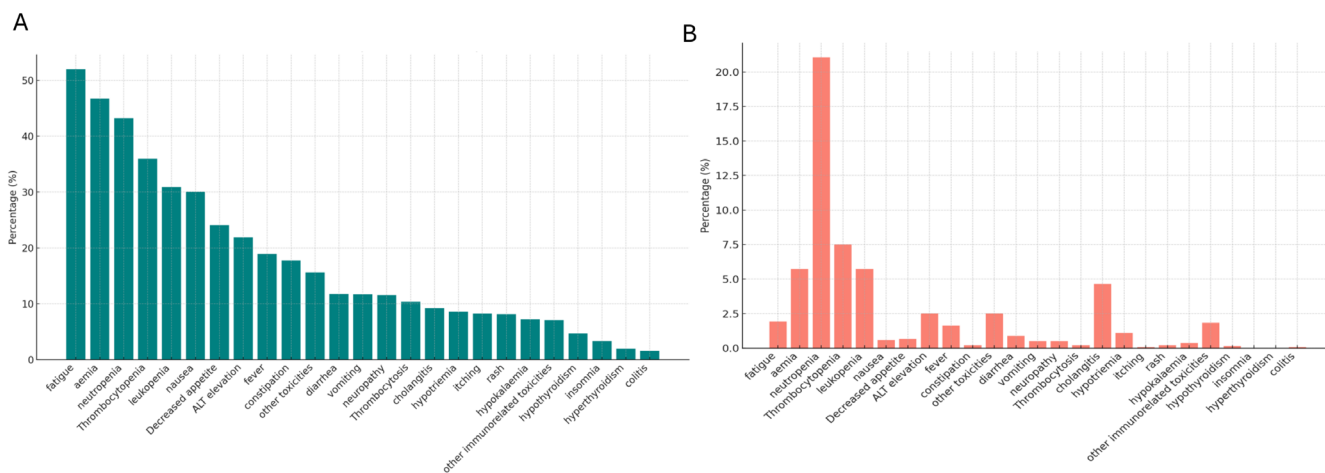 A
Percentage (%)
50
40
30
20
10
0
fatigue
aemia
neutropenia
Thrombocytopenia
leukopenia
nausea
Decreased appetite
ALT elevation
fever
constipation
other toxicities
diarrhea
vomiting
neuropathy
Thrombocytosis
cholangitis
hypotriemia
itching
rash
hypokalaemia
other immunorelated toxicities
hypothyroidism
insomnia
hyperthyroidism
colitis
B
Percentage (%)
20.0
17.5
15.0
12.5
10.0
7.5
5.0
2.5
0.0
fatigue
aemia
neutropenia
Thrombocytopenia
leukopenia
nausea
Decreased appetite
ALT elevation
fever
constipation
other toxicities
diarrhea
vomiting
neuropathy
Thrombocytosis
cholangitis
hypotriemia
itching
rash
hypokalaemia
other immunorelated toxicities
hypothyroidism
insomnia
hyperthyroidism
colitis